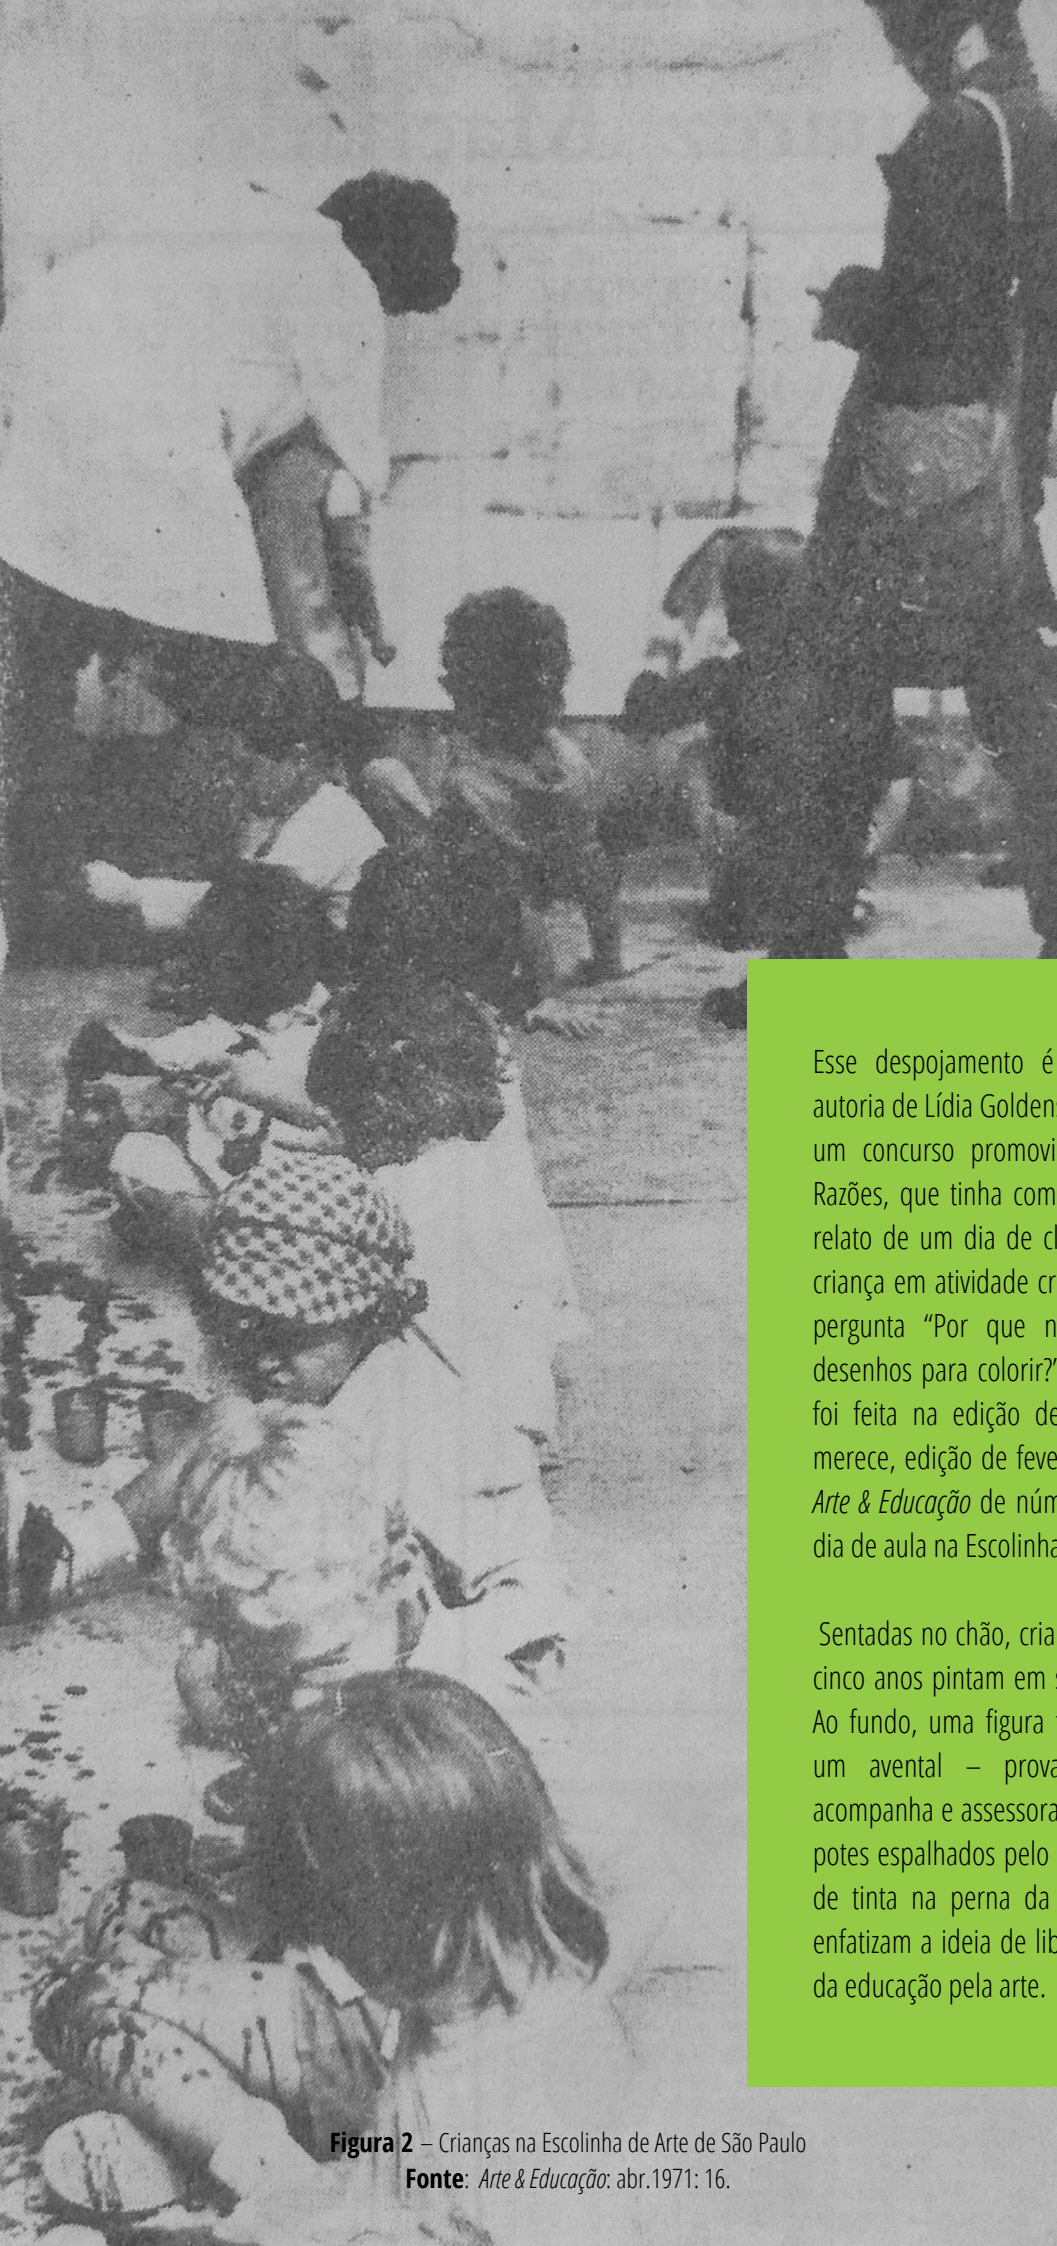 Esse despojamento é
autoria de Lídia Goldens
um concurso promovi
Razões, que tinha com
relato de um dia de cl
criança em atividade cr
pergunta “Por que n
desenhos para colorir?”
foi feita na edição de
merece, edição de feve
Arte & Educação de núm
dia de aula na Escolinha
Sentadas no chão, cria
cinco anos pintam em s
Ao fundo, uma figura
um avental – prova
acompanha e assessora
potes espalhados pelo
de tinta na perna da
enfatizam a ideia de lib
da educação pela arte.
Figura 2 – Crianças na Escolinha de Arte de São Paulo
Fonte: Arte & Educação: abr.1971: 16.